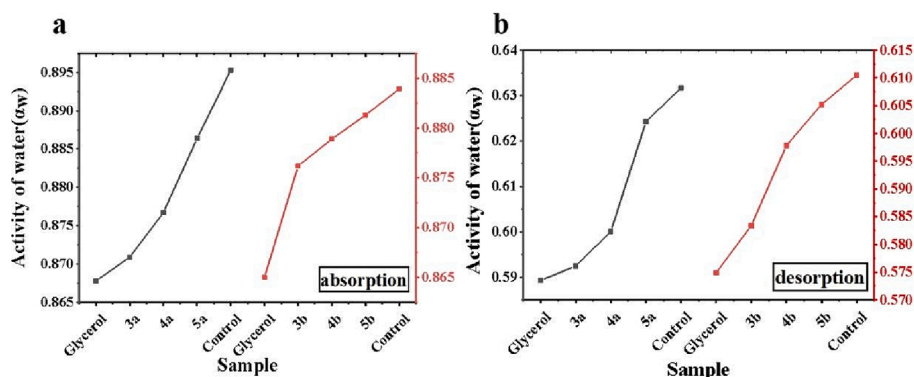 a
Activity of water(αw)
0.895
0.890
0.885
0.880
0.875
0.870
0.865
0.885
0.880
0.875
0.870
0.865
absorption
Glycerol
3a
4a
5a
Control
Glycerol
3b
4b
5b
Control
Sample
b
Activity of water(αw)
0.64
0.63
0.62
0.61
0.60
0.59
0.615
0.610
0.605
0.600
0.595
0.590
0.585
0.580
0.575
0.570
desorption
Glycerol
3a
4a
5a
Control
Glycerol
3b
4b
5b
Control
Sample